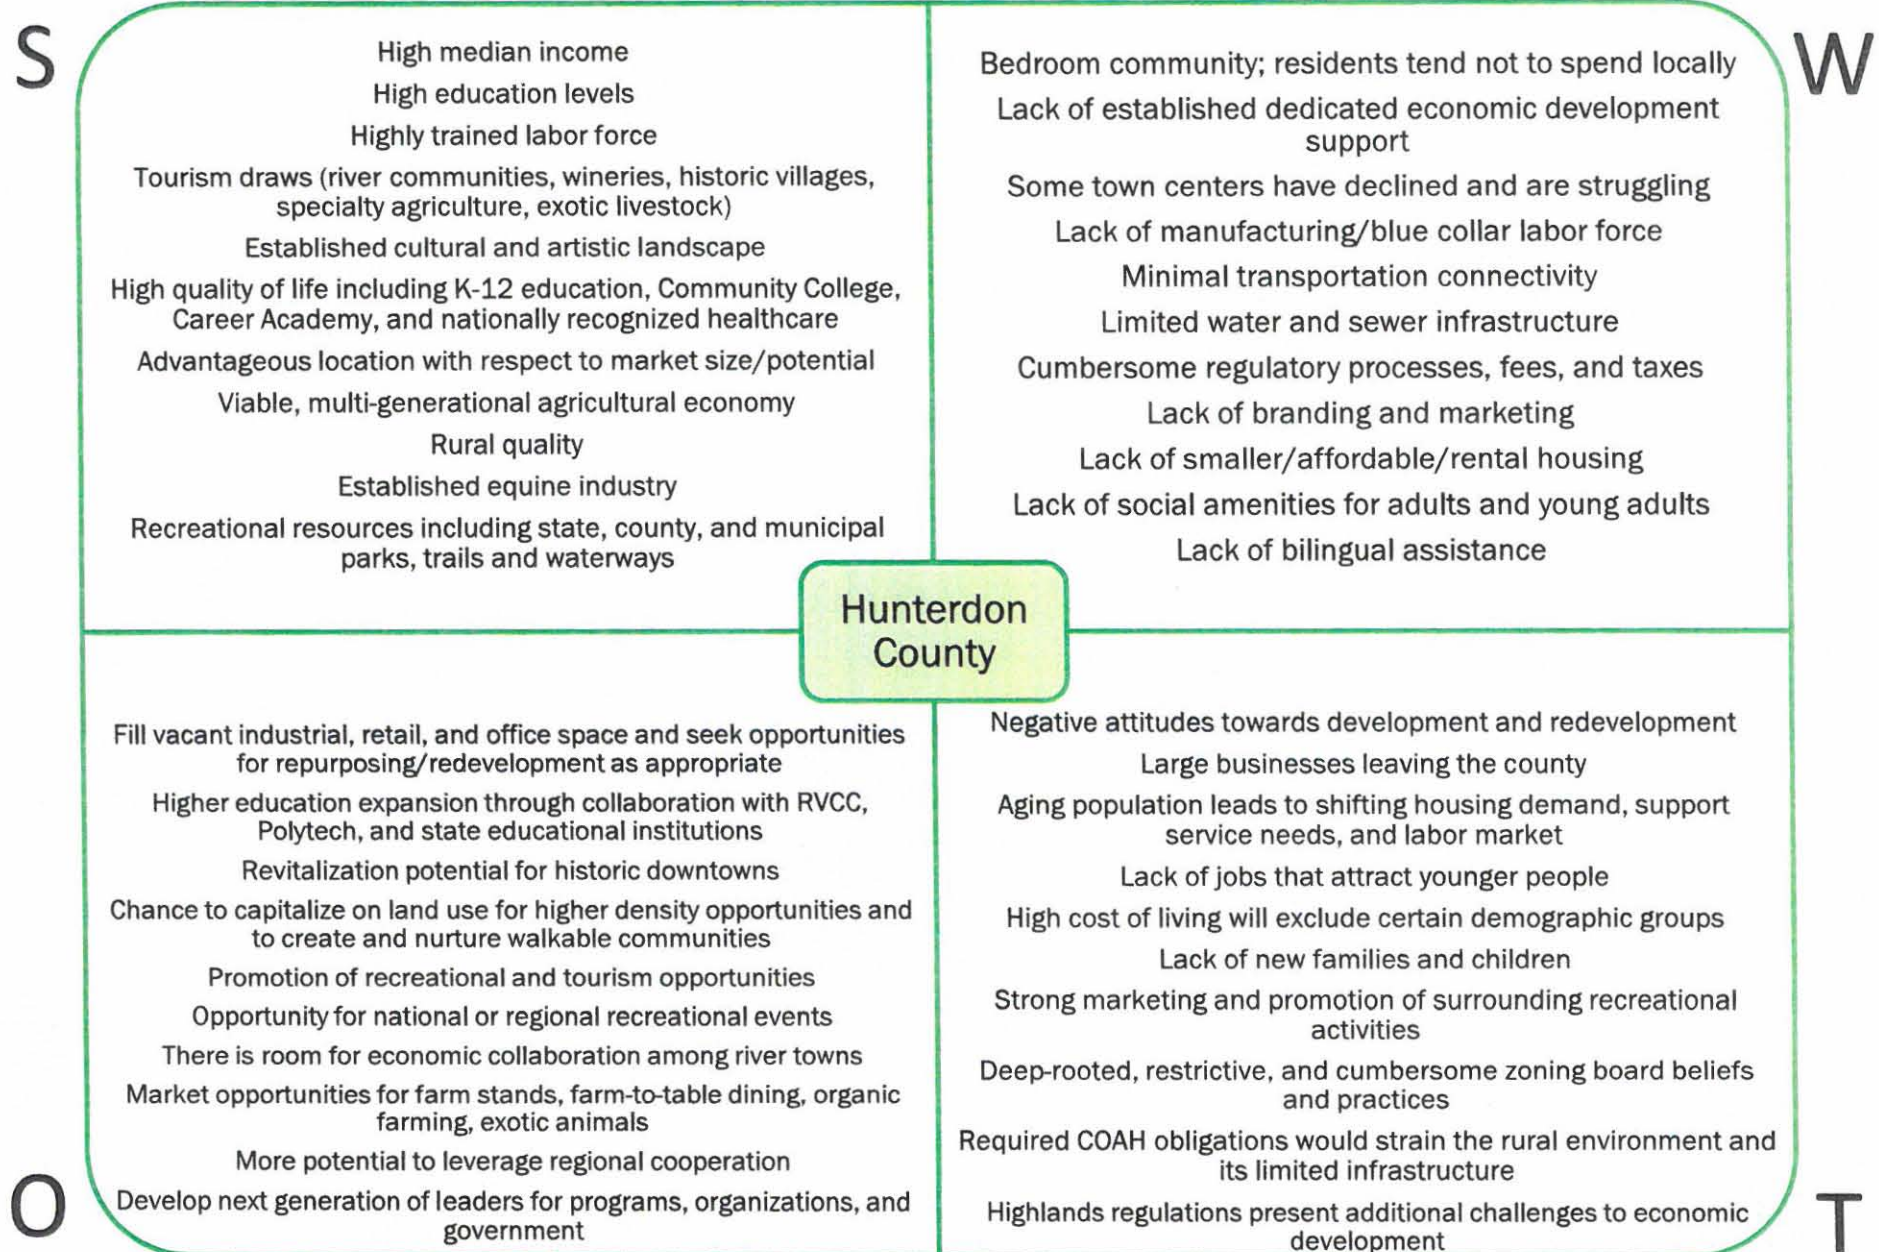 S
High median income
High education levels
Highly trained labor force
Tourism draws (river communities, wineries, historic villages,
specialty agriculture, exotic livestock)
Established cultural and artistic landscape
High quality of life including K-12 education, Community College,
Career Academy, and nationally recognized healthcare
Advantageous location with respect to market size/potential
Viable, multi-generational agricultural economy
Rural quality
Established equine industry
Recreational resources including state, county, and municipal
parks, trails and waterways
W
Bedroom community; residents tend not to spend locally
Lack of established dedicated economic development
support
Some town centers have declined and are struggling
Lack of manufacturing/blue collar labor force
Minimal transportation connectivity
Limited water and sewer infrastructure
Cumbersome regulatory processes, fees, and taxes
Lack of branding and marketing
Lack of smaller/affordable/rental housing
Lack of social amenities for adults and young adults
Lack of bilingual assistance
Hunterdon
County
O
Fill vacant industrial, retail, and office space and seek opportunities
for repurposing/redevelopment as appropriate
Higher education expansion through collaboration with RVCC,
Polytech, and state educational institutions
Revitalization potential for historic downtowns
Chance to capitalize on land use for higher density opportunities and
to create and nurture walkable communities
Promotion of recreational and tourism opportunities
Opportunity for national or regional recreational events
There is room for economic collaboration among river towns
Market opportunities for farm stands, farm-to-table dining, organic
farming, exotic animals
More potential to leverage regional cooperation
Develop next generation of leaders for programs, organizations, and
government
T
Negative attitudes towards development and redevelopment
Large businesses leaving the county
Aging population leads to shifting housing demand, support
service needs, and labor market
Lack of jobs that attract younger people
High cost of living will exclude certain demographic groups
Lack of new families and children
Strong marketing and promotion of surrounding recreational
activities
Deep-rooted, restrictive, and cumbersome zoning board beliefs
and practices
Required COAH obligations would strain the rural environment and
its limited infrastructure
Highlands regulations present additional challenges to economic
development